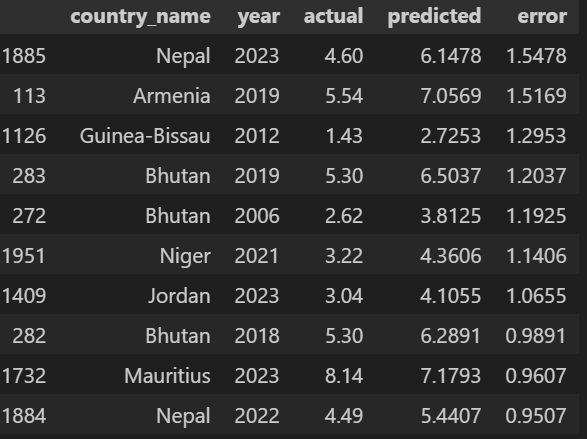 country_name year actual predicted error
1885 Nepal 2023 4.60 6.1478 1.5478
113 Armenia 2019 5.54 7.0569 1.5169
1126 Guinea-Bissau 2012 1.43 2.7253 1.2953
283 Bhutan 2019 5.30 6.5037 1.2037
272 Bhutan 2006 2.62 3.8125 1.1925
1951 Niger 2021 3.22 4.3606 1.1406
1409 Jordan 2023 3.04 4.1055 1.0655
282 Bhutan 2018 5.30 6.2891 0.9891
1732 Mauritius 2023 8.14 7.1793 0.9607
1884 Nepal 2022 4.49 5.4407 0.9507